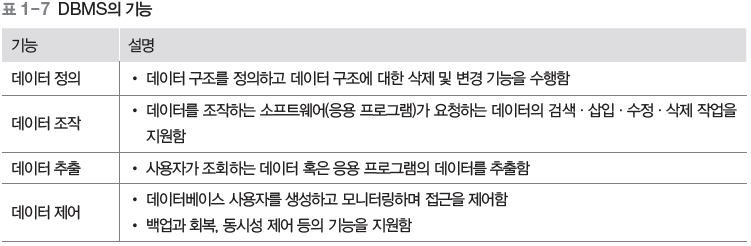 표 1-7 DBMS의 기능
기능 설명
데이터 정의 • 데이터 구조를 정의하고 데이터 구조에 대한 삭제 및 변경 기능을 수행함
데이터 조작 • 데이터를 조작하는 소프트웨어(응용 프로그램)가 요청하는 데이터의 검색 · 삽입 · 수정 · 삭제 작업을
지원함
데이터 추출 • 사용자가 조회하는 데이터 혹은 응용 프로그램의 데이터를 추출함
데이터 제어 • 데이터베이스 사용자를 생성하고 모니터링하며 접근을 제어함
• 백업과 회복, 동시성 제어 등의 기능을 지원함